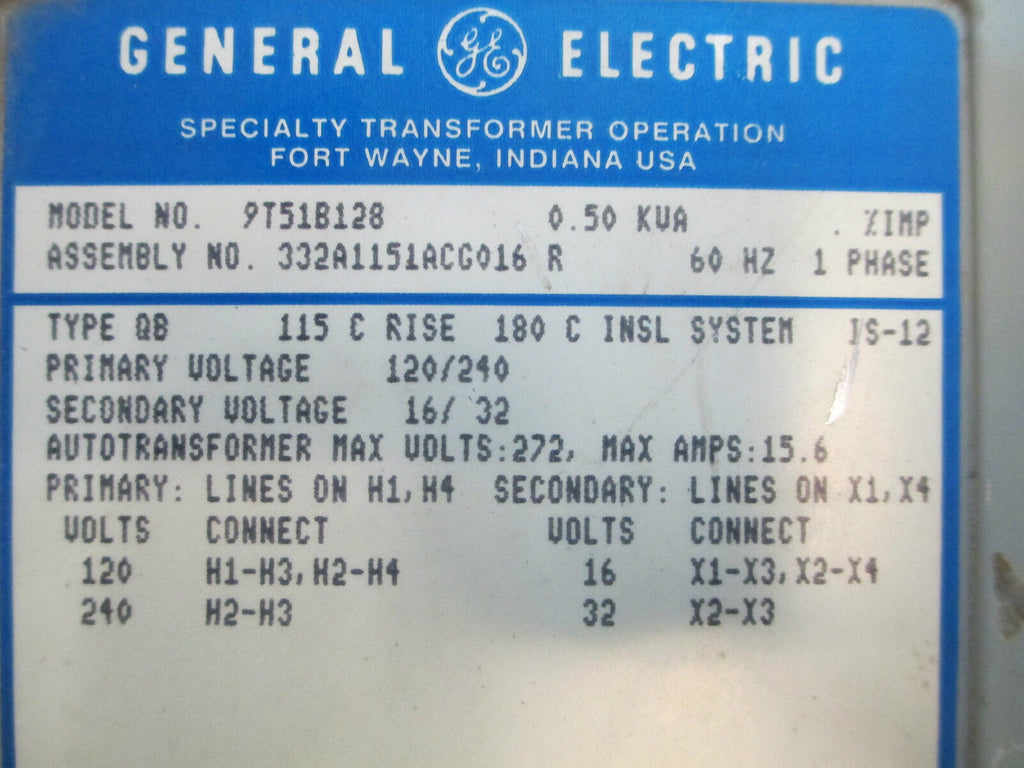 GENERAL GE ELECTRIC
SPECIALTY TRANSFORMER OPERATION
FORT WAYNE, INDIANA USA
MODEL NO. 9T51B128 0.50 KVA . %IMP
ASSEMBLY NO. 332A1151ACG016 R 60 HZ 1 PHASE
TYPE QB 115 C RISE 180 C INSL SYSTEM IS-12
PRIMARY VOLTAGE 120/240
SECONDARY VOLTAGE 16/ 32
AUTOTRANSFORMER MAX VOLTS:272, MAX AMPS:15.6
PRIMARY: LINES ON H1,H4 SECONDARY: LINES ON X1,X4
VOLTS CONNECT VOLTS CONNECT
120 H1-H3,H2-H4 16 X1-X3,X2-X4
240 H2-H3 32 X2-X3